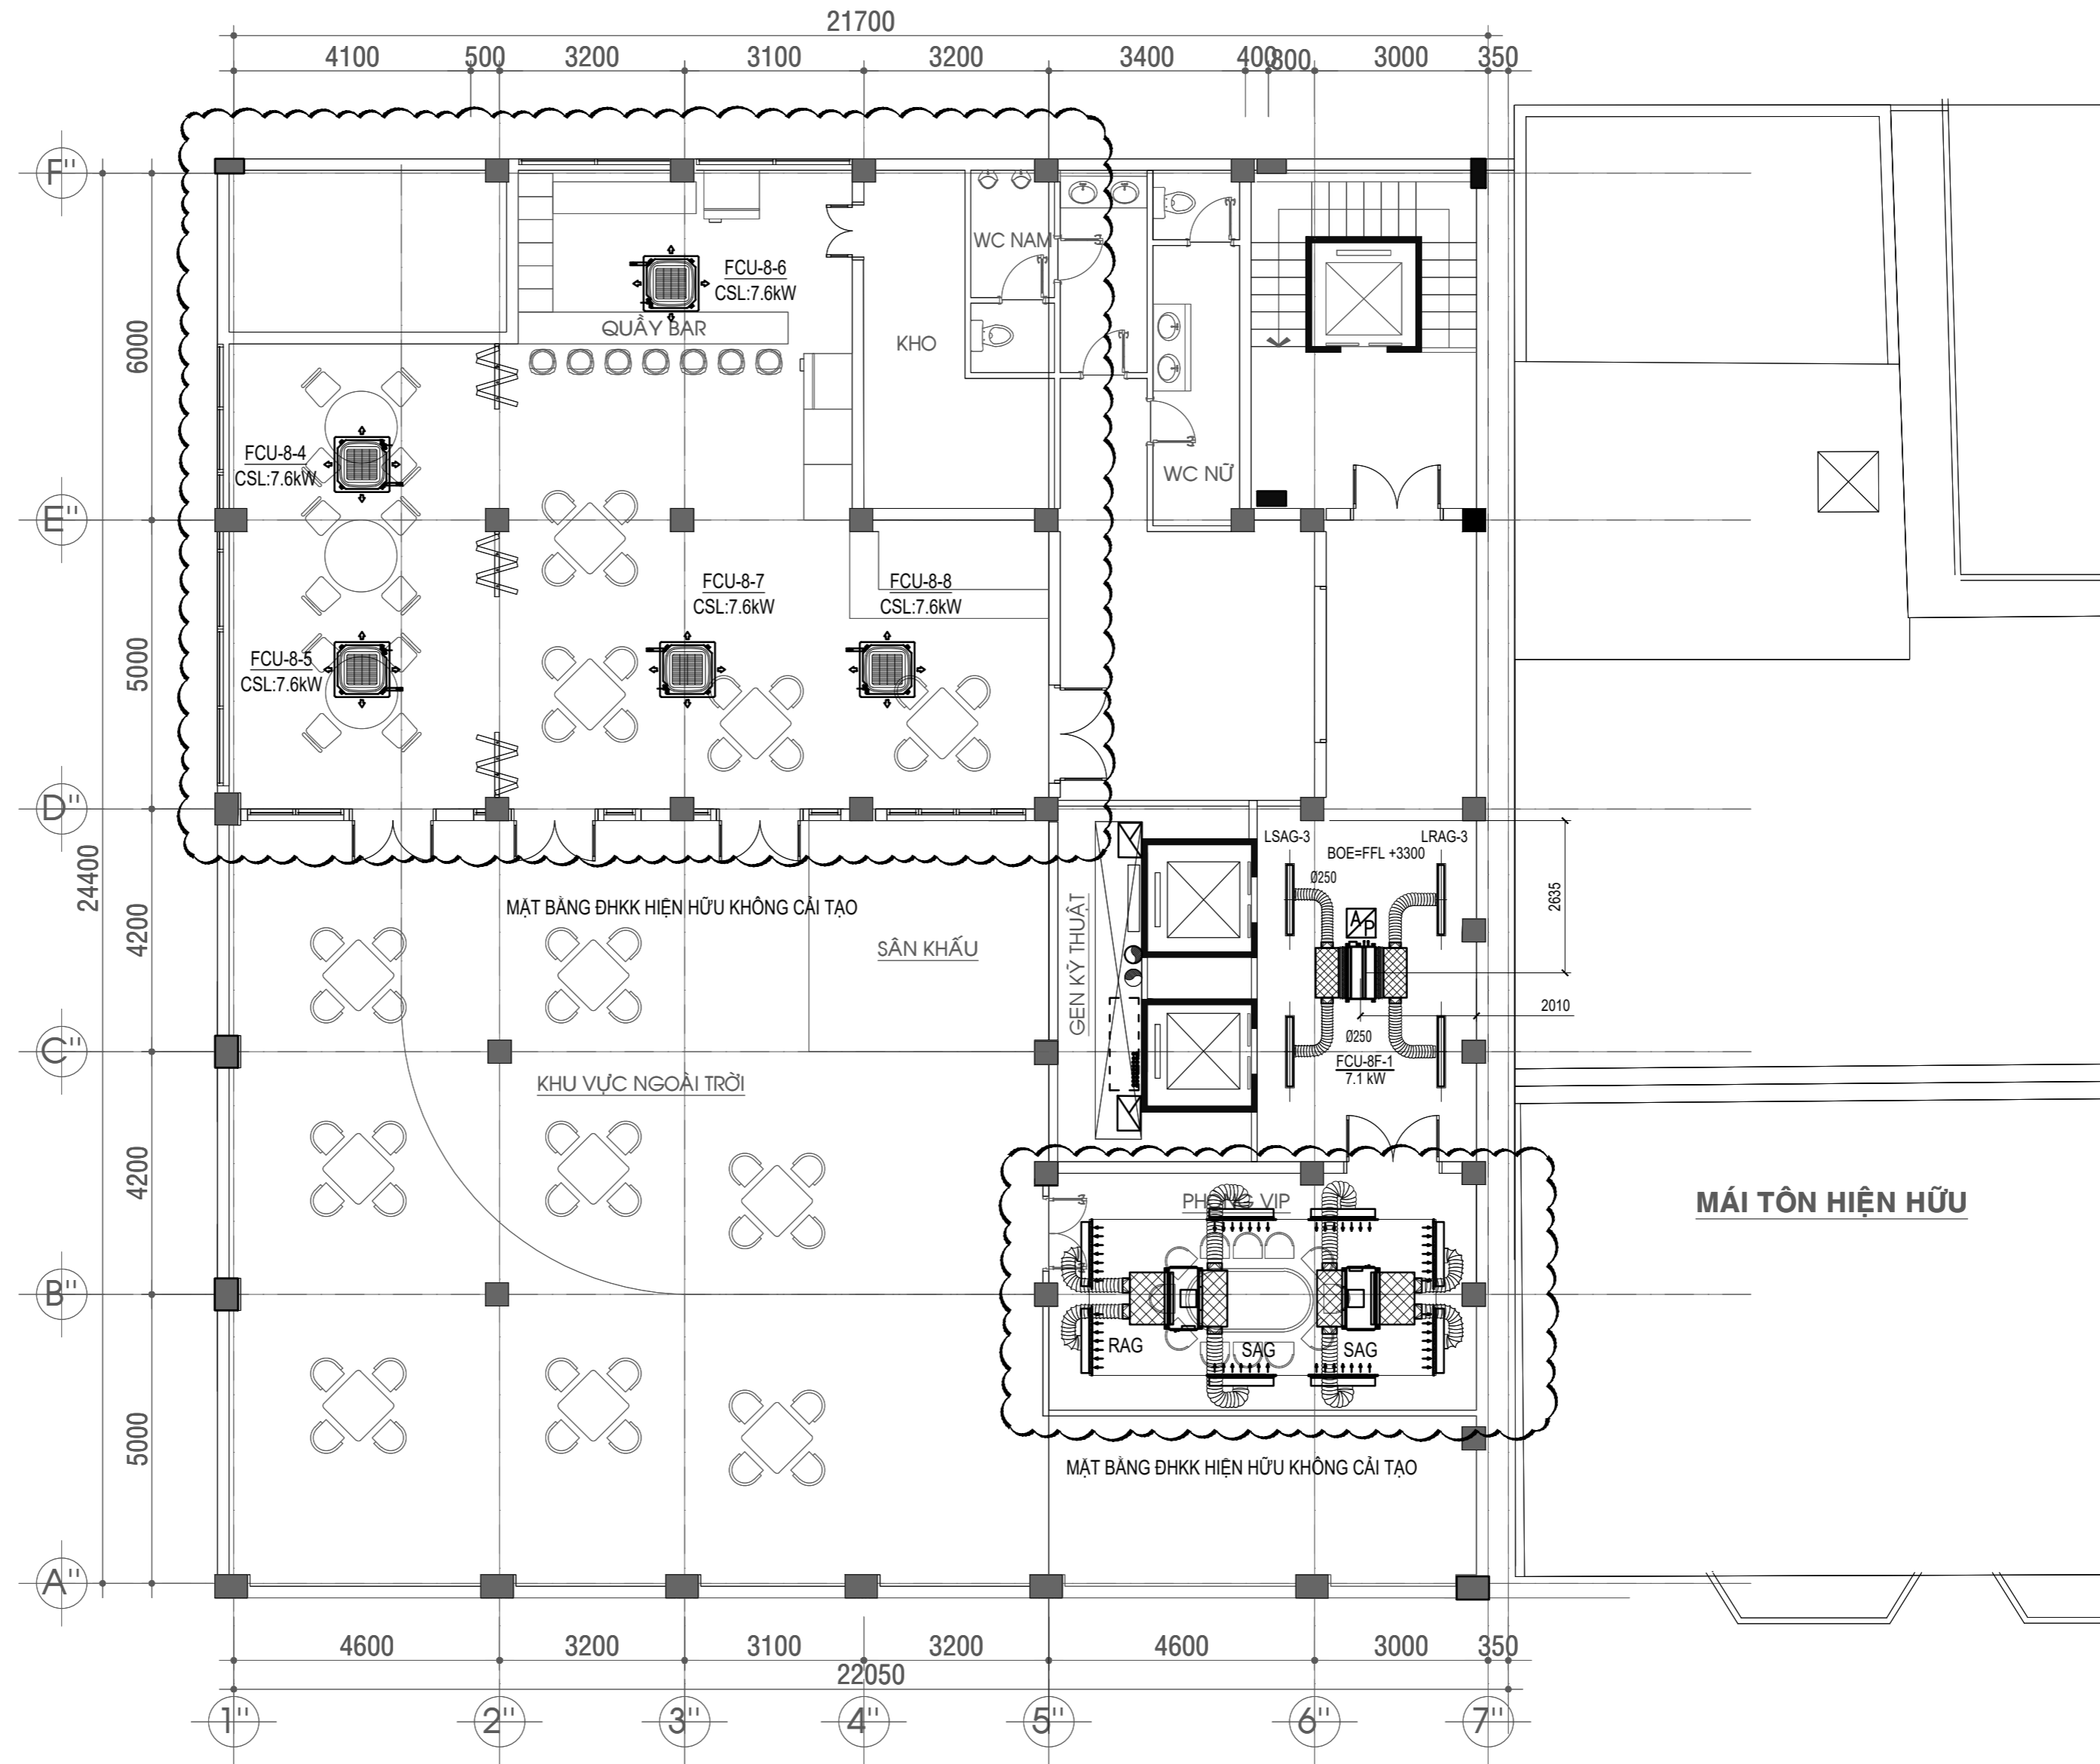 21700
4100 500 3200 3100 3200 3400 400 800 3000 350
F"
WC NAM
FCU-8-6
CSL:7.6kW
QUẦY BAR
KHO
6000
FCU-8-4
CSL:7.6kW
WC NỮ
E"
FCU-8-7
CSL:7.6kW
FCU-8-8
CSL:7.6kW
5000
FCU-8-5
CSL:7.6kW
D"
LSAG-3
LRAG-3
BOE=FFL +3300
Ø250
24400
2635
MẶT BẰNG ĐHKK HIỆN HỮU KHÔNG CẢI TẠO
4200
SÂN KHẤU
GEN KỸ THUẬT
A/P
2010
Ø250
C"
FCU-8F-1
7.1 kW
KHU VỰC NGOÀI TRỜI
4200
PHÒNG VIP
MÁI TÔN HIỆN HỮU
B"
RAG
SAG
SAG
5000
MẶT BẰNG ĐHKK HIỆN HỮU KHÔNG CẢI TẠO
A"
4600 3200 3100 3200 4600 3000 350
22050
1" 2" 3" 4" 5" 6" 7"